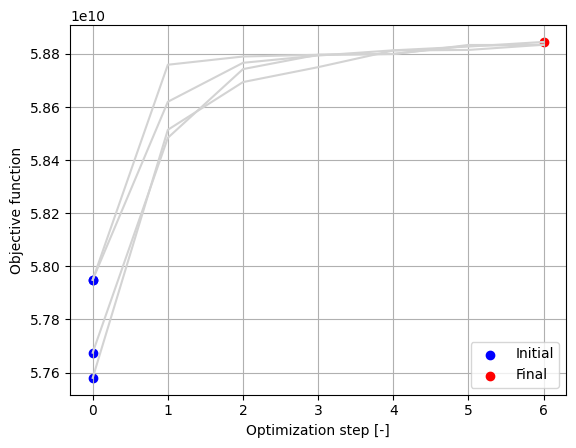 1e10
5.88
5.86
5.84
5.82
5.80
5.78
5.76
Objective function
0 1 2 3 4 5 6
Optimization step [-]
Initial
Final